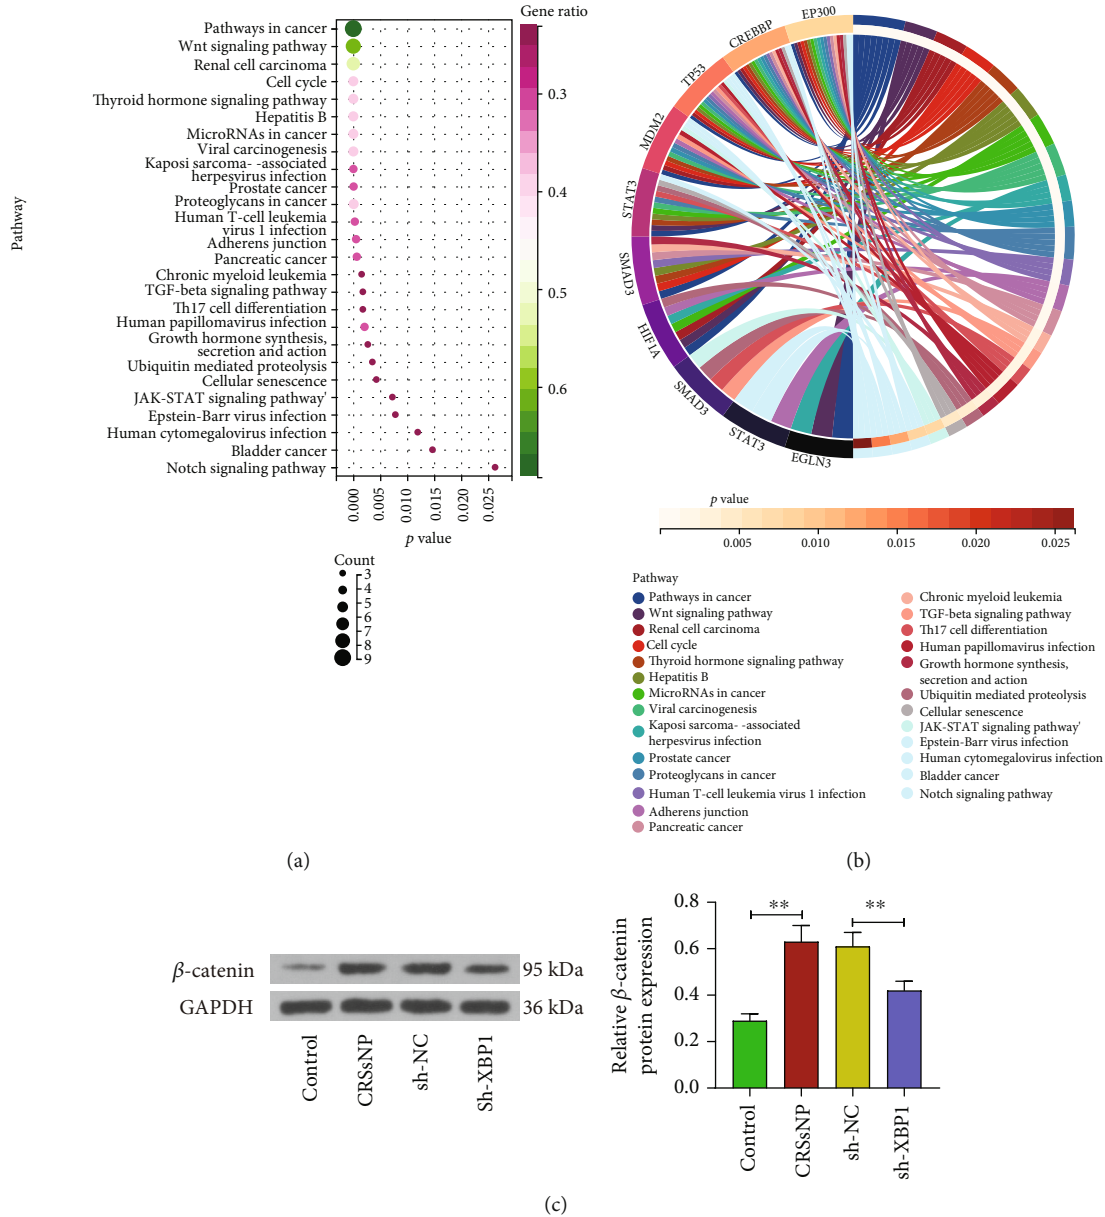 Gene ratio
Pathway
Pathways in cancer
Wnt signaling pathway
Renal cell carcinoma
Cell cycle
Thyroid hormone signaling pathway
Hepatitis B
MicroRNAs in cancer
Viral carcinogenesis
Kaposi sarcoma- -associated
herpesvirus infection
Prostate cancer
Proteoglycans in cancer
Human T-cell leukemia
virus 1 infection
Adherens junction
Pancreatic cancer
Chronic myeloid leukemia
TGF-beta signaling pathway
Th17 cell differentiation
Human papillomavirus infection
Growth hormone synthesis,
secretion and action
Ubiquitin mediated proteolysis
Cellular senescence
JAK-STAT signaling pathway'
Epstein-Barr virus infection
Human cytomegalovirus infection
Bladder cancer
Notch signaling pathway
0.3
0.4
0.5
0.6
0.000
0.005
0.010
0.015
0.020
0.025
p value
Count
3
4
5
6
7
8
9
(a)
EP300
CREBBP
TP53
MDM2
STAT3
SMAD3
HIF1A
SMAD3
STAT3
EGLN3
p value
0.005
0.010
0.015
0.020
0.025
Pathway
Pathways in cancer
Wnt signaling pathway
Renal cell carcinoma
Cell cycle
Thyroid hormone signaling pathway
Hepatitis B
MicroRNAs in cancer
Viral carcinogenesis
Kaposi sarcoma- -associated
herpesvirus infection
Prostate cancer
Proteoglycans in cancer
Human T-cell leukemia virus 1 infection
Adherens junction
Pancreatic cancer
Chronic myeloid leukemia
TGF-beta signaling pathway
Th17 cell differentiation
Human papillomavirus infection
Growth hormone synthesis,
secretion and action
Ubiquitin mediated proteolysis
Cellular senescence
JAK-STAT signaling pathway'
Epstein-Barr virus infection
Human cytomegalovirus infection
Bladder cancer
Notch signaling pathway
(b)
β-catenin
95 kDa
GAPDH
36 kDa
Control
CRSsNP
sh-NC
Sh-XBP1
Relative β-catenin
protein expression
0.8
0.6
0.4
0.2
0.0
**
**
Control
CRSsNP
sh-NC
sh-XBP1
(c)